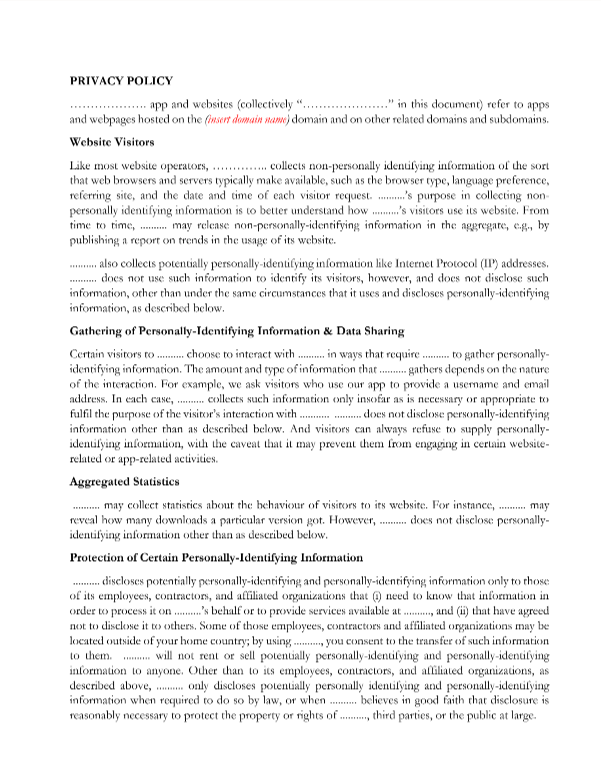 PRIVACY POLICY
……………… app and websites (collectively “…………………” in this document) refer to apps
and webpages hosted on the (insert domain name) domain and on other related domains and subdomains.
Website Visitors
Like most website operators, ………….. collects non-personally identifying information of the sort
that web browsers and servers typically make available, such as the browser type, language preference,
referring site, and the date and time of each visitor request. ..........’s purpose in collecting non-
personally identifying information is to better understand how ..........’s visitors use its website. From
time to time, .......... may release non-personally-identifying information in the aggregate, e.g., by
publishing a report on trends in the usage of its website.
.......... also collects potentially personally-identifying information like Internet Protocol (IP) addresses.
.......... does not use such information to identify its visitors, however, and does not disclose such
information, other than under the same circumstances that it uses and discloses personally-identifying
information, as described below.
Gathering of Personally-Identifying Information & Data Sharing
Certain visitors to .......... choose to interact with .......... in ways that require .......... to gather personally-
identifying information. The amount and type of information that .......... gathers depends on the nature
of the interaction. For example, we ask visitors who use our app to provide a username and email
address. In each case, .......... collects such information only insofar as is necessary or appropriate to
fulfil the purpose of the visitor’s interaction with ........... .......... does not disclose personally-identifying
information other than as described below. And visitors can always refuse to supply personally-
identifying information, with the caveat that it may prevent them from engaging in certain website-
related or app-related activities.
Aggregated Statistics
.......... may collect statistics about the behaviour of visitors to its website. For instance, .......... may
reveal how many downloads a particular version got. However, .......... does not disclose personally-
identifying information other than as described below.
Protection of Certain Personally-Identifying Information
.......... discloses potentially personally-identifying and personally-identifying information only to those
of its employees, contractors, and affiliated organizations that (i) need to know that information in
order to process it on ..........’s behalf or to provide services available at .........., and (ii) that have agreed
not to disclose it to others. Some of those employees, contractors and affiliated organizations may be
located outside of your home country; by using .........., you consent to the transfer of such information
to them. .......... will not rent or sell potentially personally-identifying and personally-identifying
information to anyone. Other than to its employees, contractors, and affiliated organizations, as
described above, .......... only discloses potentially personally identifying and personally-identifying
information when required to do so by law, or when .......... believes in good faith that disclosure is
reasonably necessary to protect the property or rights of .........., third parties, or the public at large.